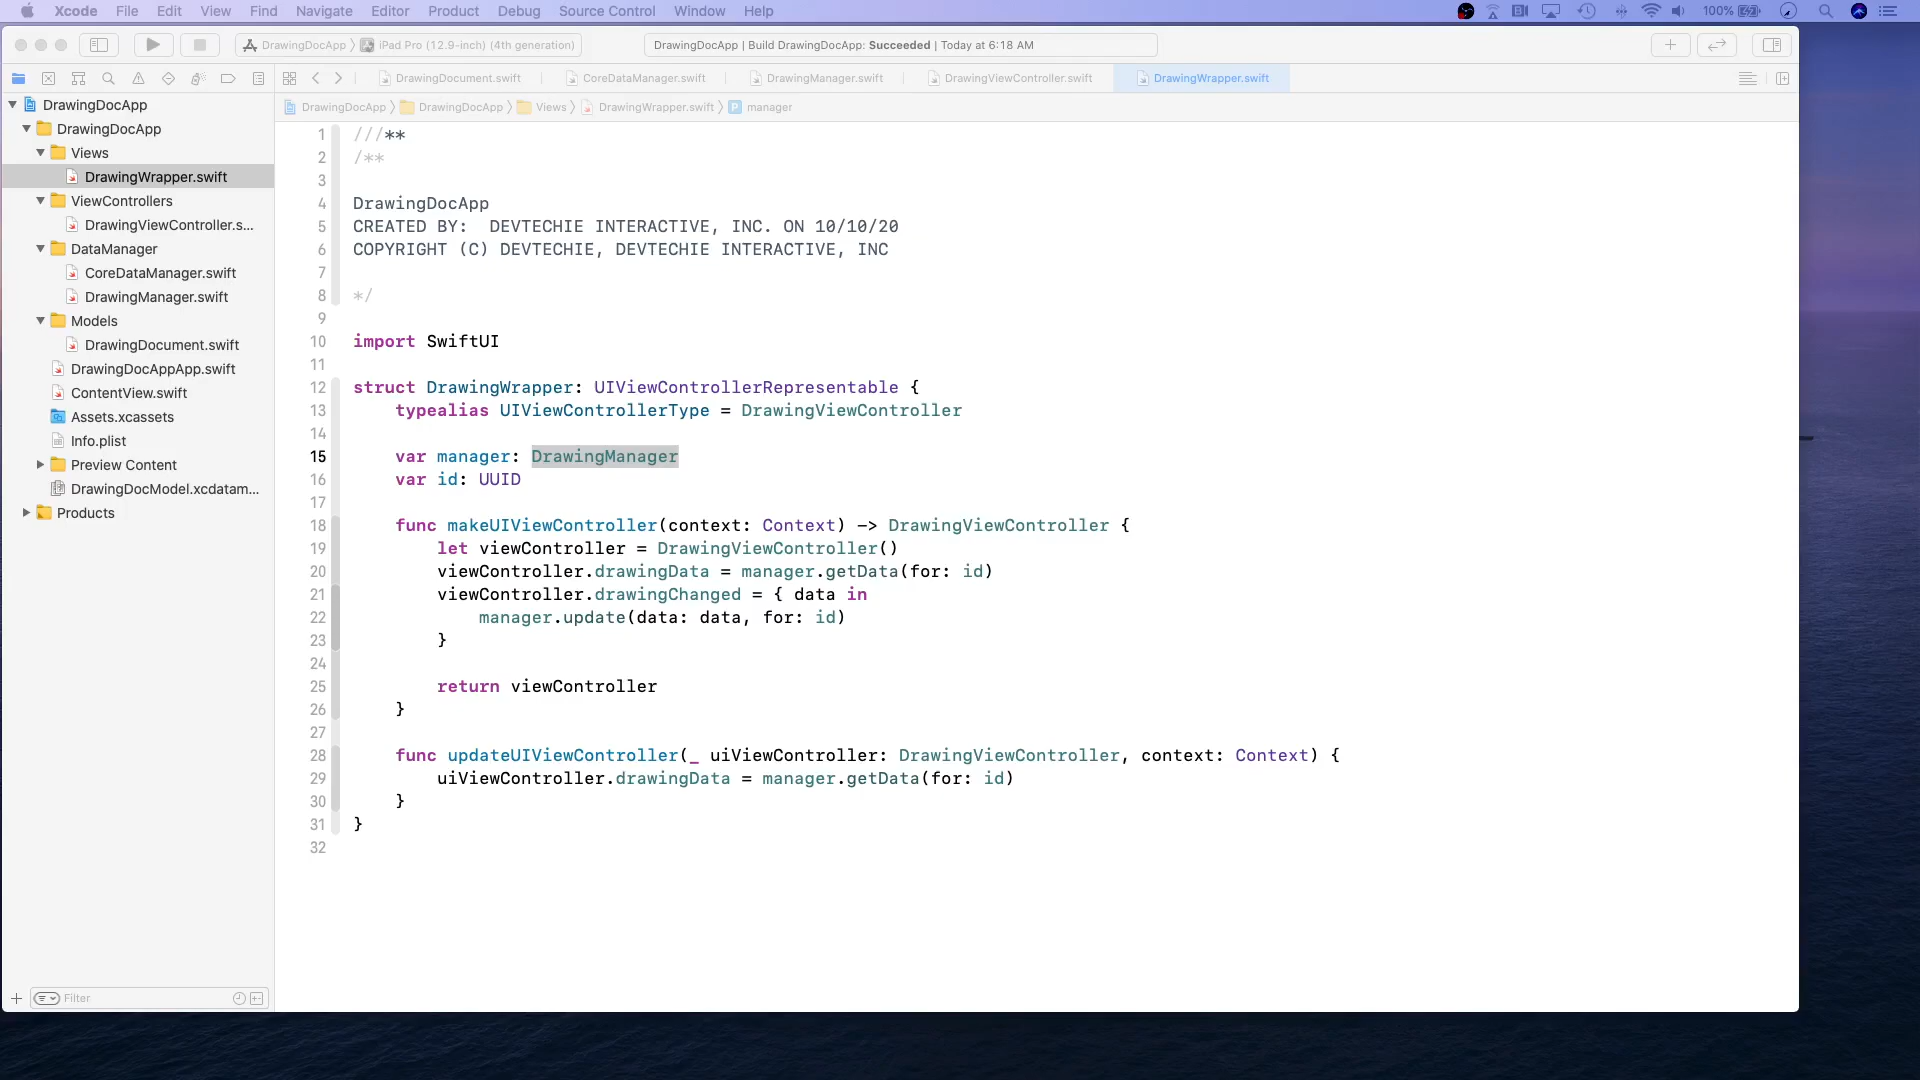 Xcode File Edit View Find Navigate Editor Product Debug Source Control Window Help 100%
DrawingDocApp iPad Pro (12.9-inch) (4th generation) DrawingDocApp | Build DrawingDocApp: Succeeded | Today at 6:18 AM
DrawingDocument.swift CoreDataManager.swift DrawingManager.swift DrawingViewController.swift DrawingWrapper.swift
DrawingDocApp DrawingDocApp Views DrawingWrapper.swift P manager
DrawingDocApp
DrawingDocApp
Views
DrawingWrapper.swift
ViewControllers
DrawingViewController.s...
DataManager
CoreDataManager.swift
DrawingManager.swift
Models
DrawingDocument.swift
DrawingDocAppApp.swift
ContentView.swift
Assets.xcassets
Info.plist
Preview Content
DrawingDocModel.xcdatam...
Products
Filter
1 ///**
2 /**
3
4 DrawingDocApp
5 CREATED BY:  DEVTECHIE INTERACTIVE, INC. ON 10/10/20
6 COPYRIGHT (C) DEVTECHIE, DEVTECHIE INTERACTIVE, INC
7
8 */
9
10 import SwiftUI
11
12 struct DrawingWrapper: UIViewControllerRepresentable {
13     typealias UIViewControllerType = DrawingViewController
14
15     var manager: DrawingManager
16     var id: UUID
17
18     func makeUIViewController(context: Context) -> DrawingViewController {
19         let viewController = DrawingViewController()
20         viewController.drawingData = manager.getData(for: id)
21         viewController.drawingChanged = { data in
22             manager.update(data: data, for: id)
23         }
24
25         return viewController
26     }
27
28     func updateUIViewController(_ uiViewController: DrawingViewController, context: Context) {
29         uiViewController.drawingData = manager.getData(for: id)
30     }
31 }
32